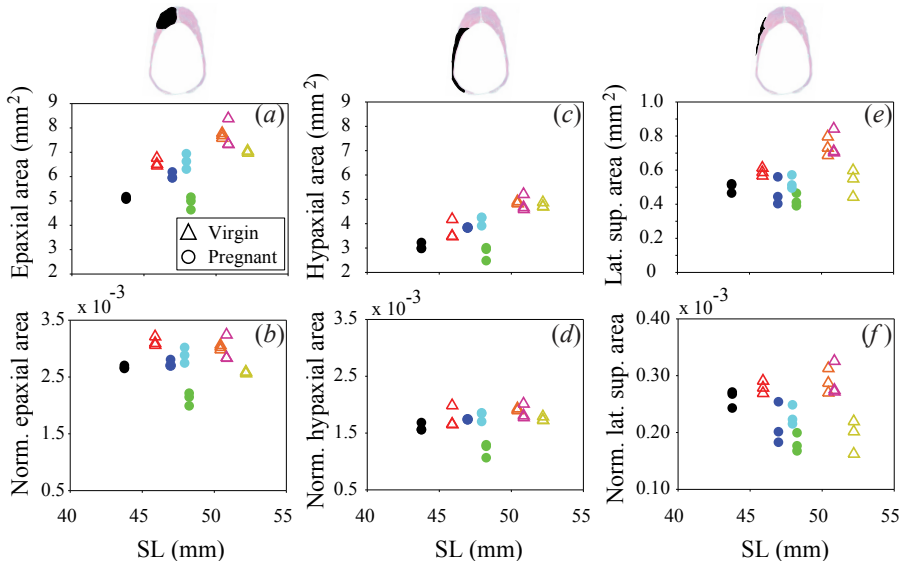 (a)
Epaxial area (mm²)
9
8
7
6
5
4
3
2
Virgin
Pregnant
(c)
Hypaxial area (mm²)
9
8
7
6
5
4
3
2
(e)
Lat. sup. area (mm²)
1.0
0.8
0.6
0.4
0.2
0
x 10⁻³
(b)
Norm. epaxial area
3.5
2.5
1.5
0.5
40 45 50 55
SL (mm)
x 10⁻³
(d)
Norm. hypaxial area
3.5
2.5
1.5
0.5
40 45 50 55
SL (mm)
x 10⁻³
(f)
Norm. lat. sup. area
0.40
0.30
0.20
0.10
40 45 50 55
SL (mm)